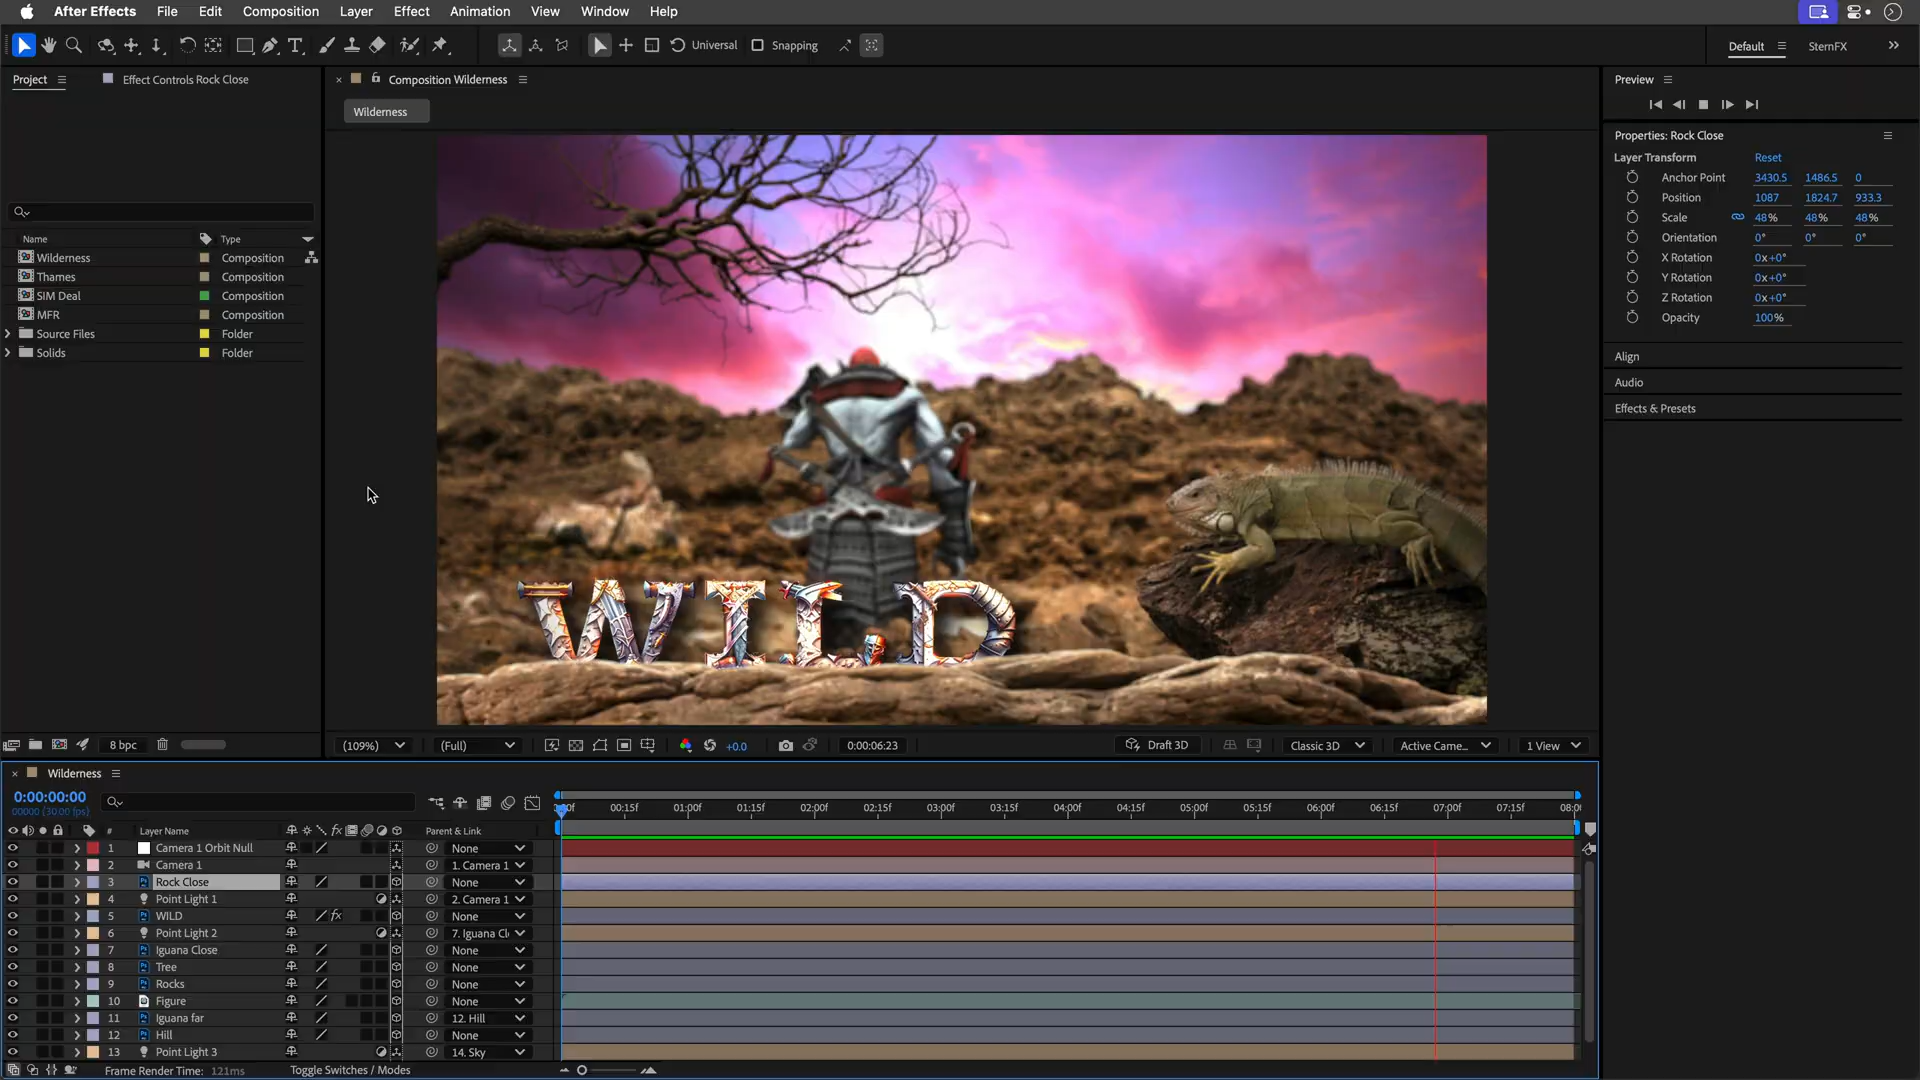 After Effects File Edit Composition Layer Effect Animation View Window Help
Universal Snapping Default SternFX
Project Effect Controls Rock Close
Composition Wilderness
Wilderness
Name Type
Wilderness Composition
Thames Composition
SIM Deal Composition
MFR Composition
Source Files Folder
Solids Folder
8 bpc
WILD
(109%) (Full) +0.0 0:00:06:23 Draft 3D Classic 3D Active Came... 1 View
Preview
Properties: Rock Close
Layer Transform Reset
Anchor Point 3430.5 1486.5 0
Position 1087 1824.7 933.3
Scale 48% 48% 48%
Orientation 0° 0° 0°
X Rotation 0x+0°
Y Rotation 0x+0°
Z Rotation 0x+0°
Opacity 100%
Align
Audio
Effects & Presets
Wilderness
0:00:00:00
00000 (30.00 fps)
00f 00:15f 01:00f 01:15f 02:00f 02:15f 03:00f 03:15f 04:00f 04:15f 05:00f 05:15f 06:00f 06:15f 07:00f 07:15f 08:00
# Layer Name fx Parent & Link
1 Camera 1 Orbit Null None
2 Camera 1 1. Camera 1
3 Rock Close None
4 Point Light 1 2. Camera 1
5 WILD fx None
6 Point Light 2 7. Iguana Cl
7 Iguana Close None
8 Tree None
9 Rocks None
10 Figure None
11 Iguana far 12. Hill
12 Hill None
13 Point Light 3 14. Sky
Frame Render Time: 121ms Toggle Switches / Modes